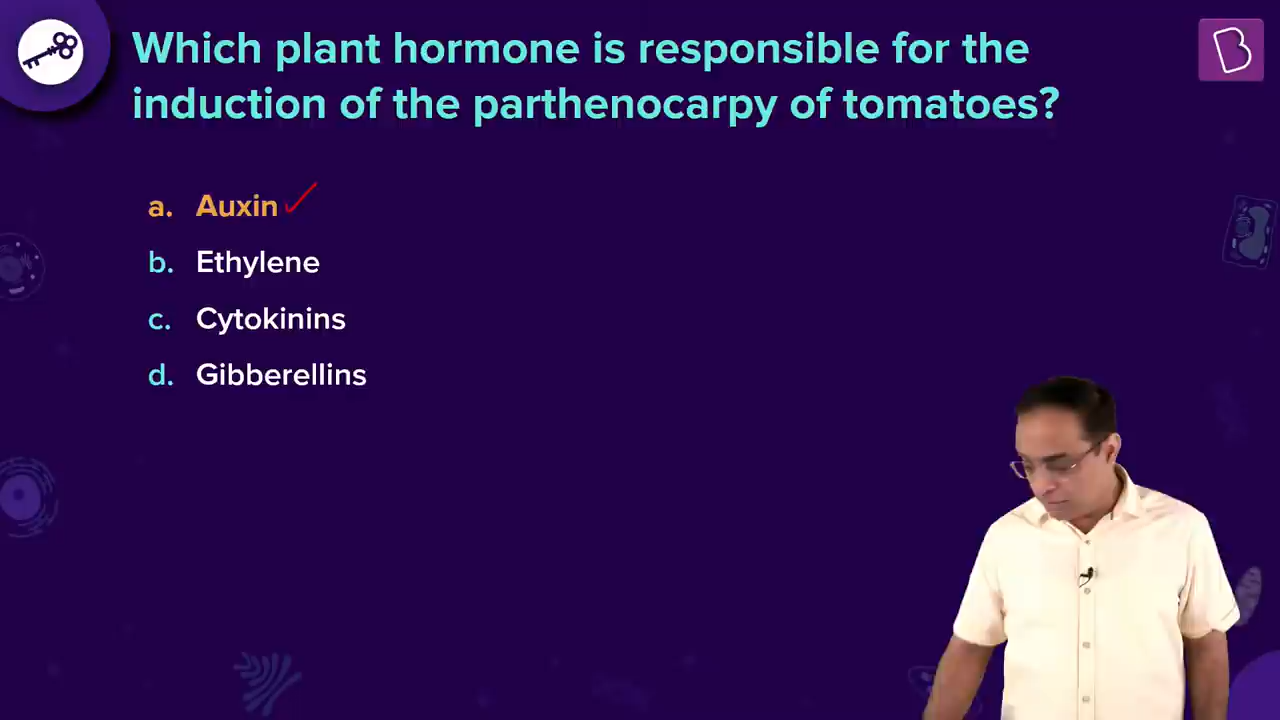 Which plant hormone is responsible for the
induction of the parthenocarpy of tomatoes?
a. Auxin
b. Ethylene
c. Cytokinins
d. Gibberellins